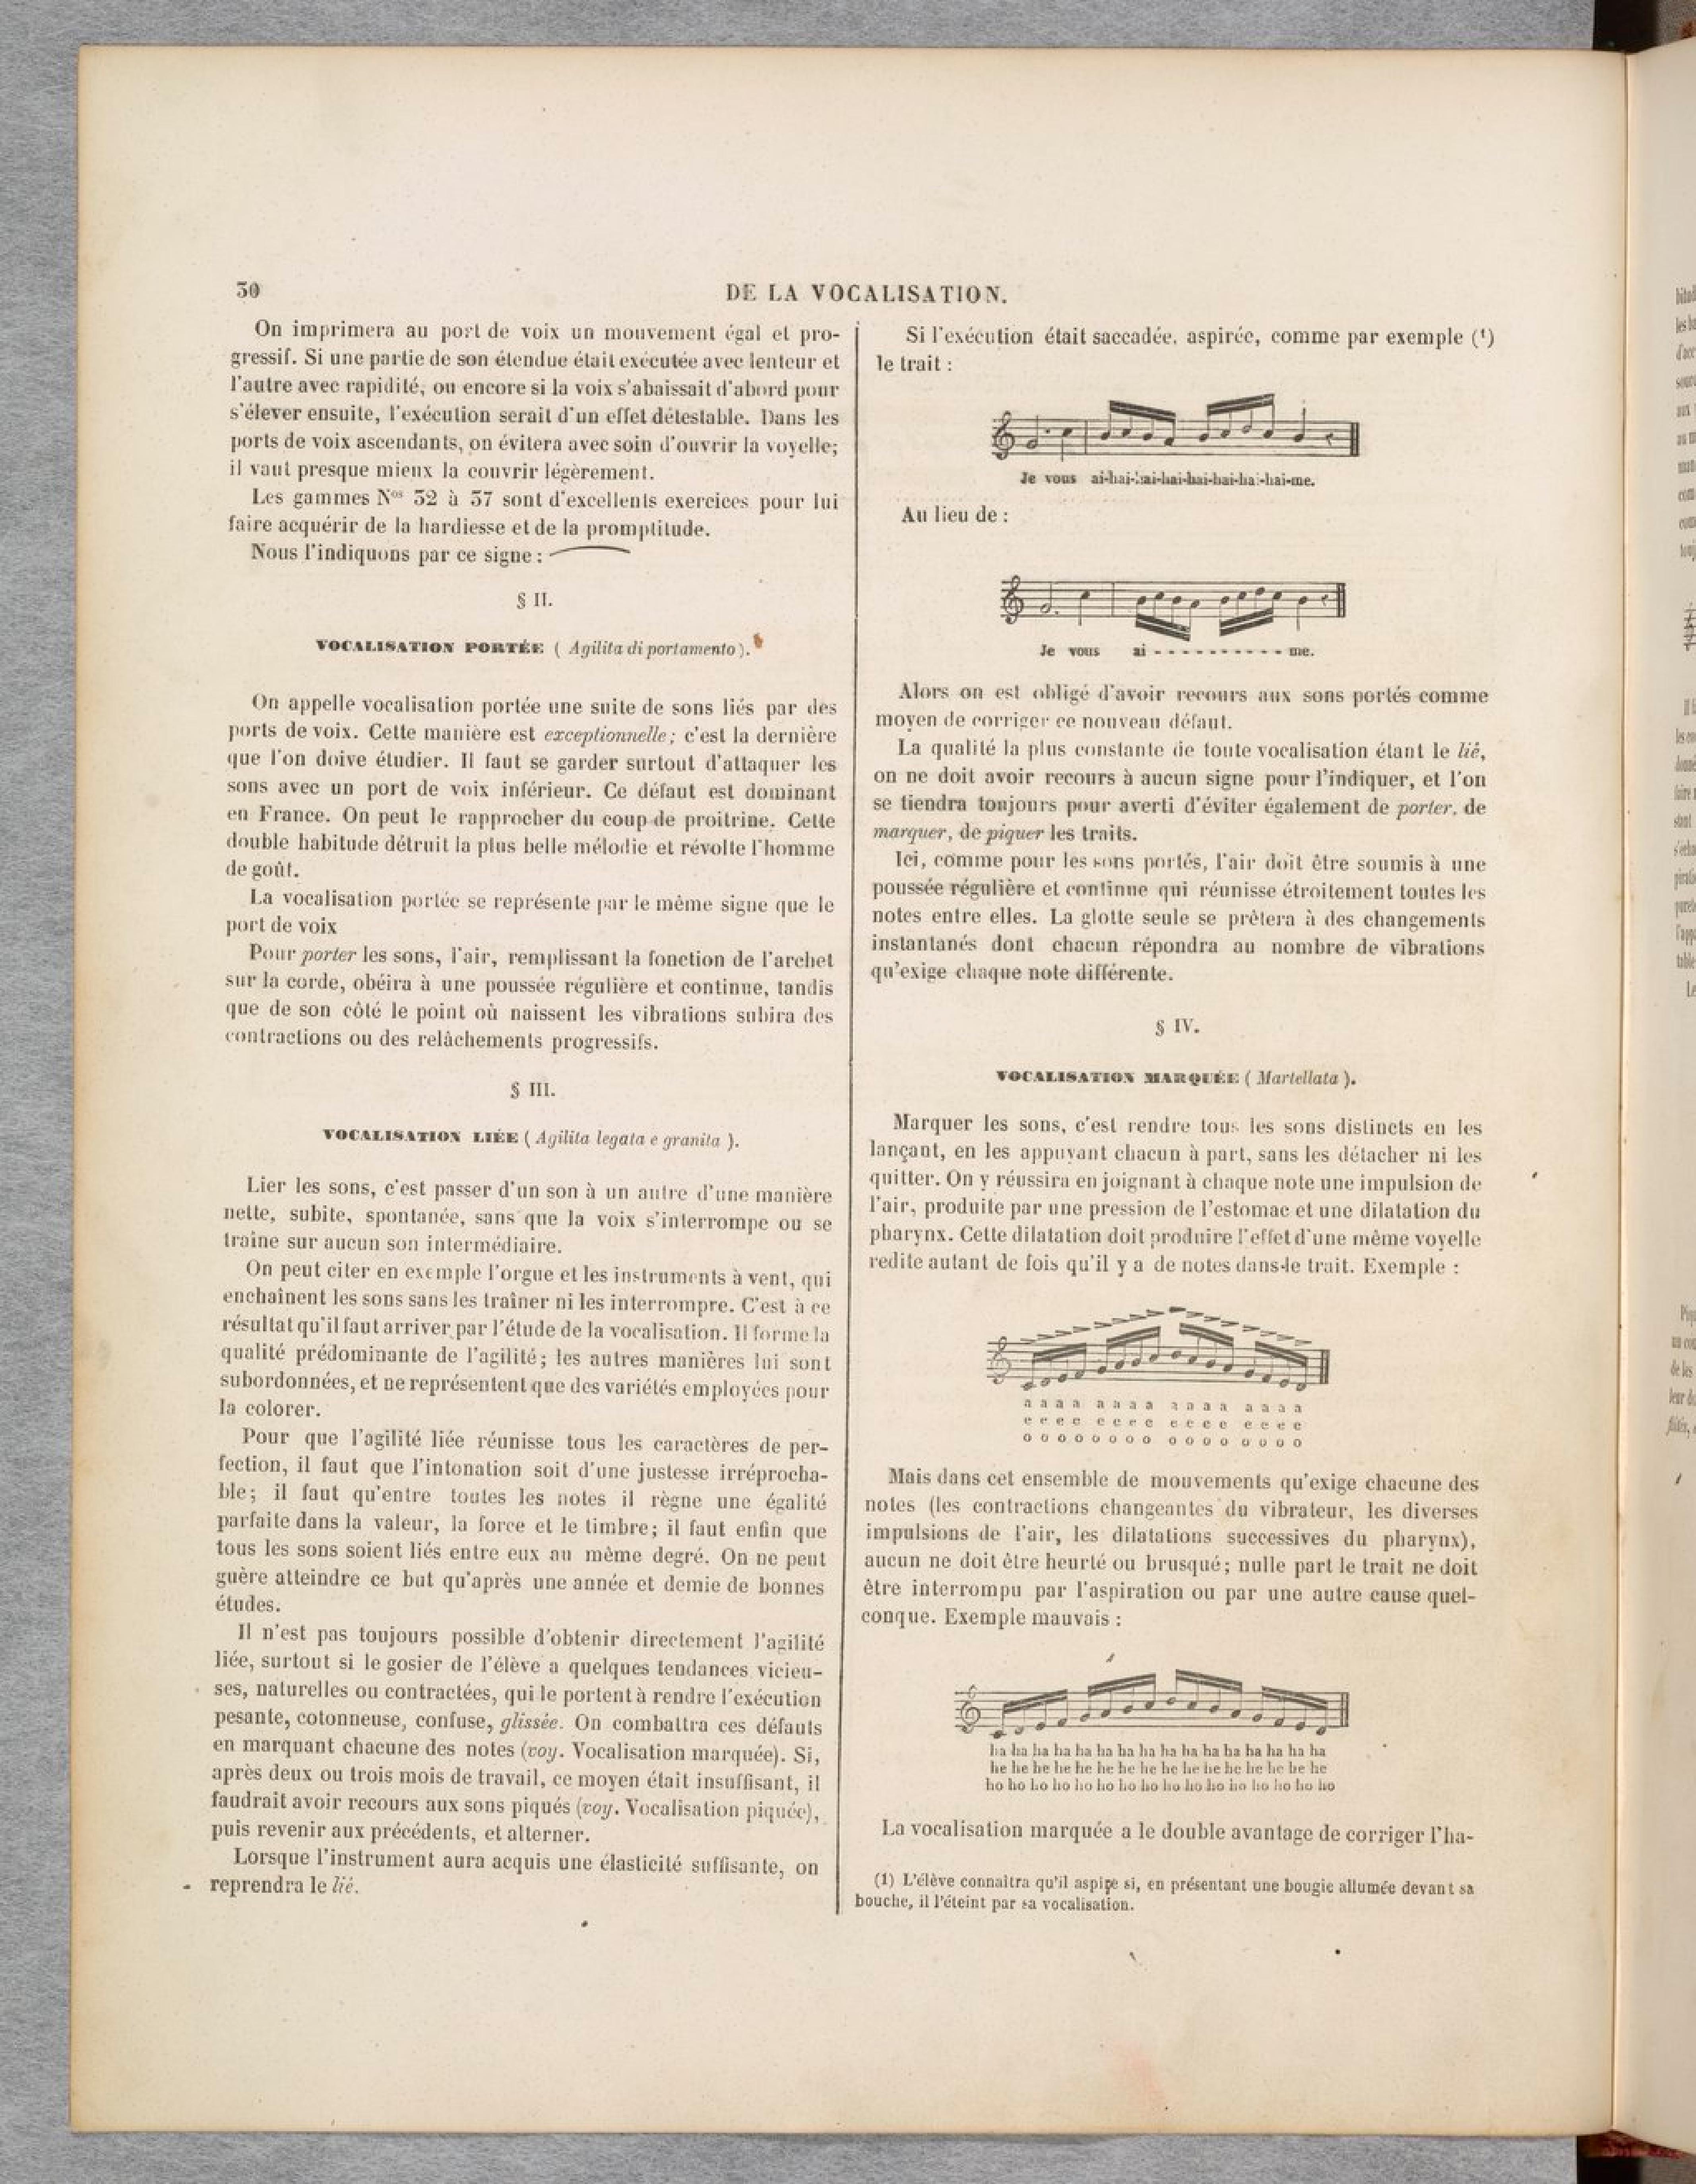 30
DE LA VOCALISATION.
On imprimera au port de voix un mouvement égal et pro-
gressif. Si une partie de son étendue était exécutée avec lenteur et
l'autre avec rapidité, ou encore si la voix s'abaissait d'abord pour
s'élever ensuite, l'exécution serait d'un effet détestable. Dans les
ports de voix ascendants, on évitera avec soin d'ouvrir la voyelle;
il vaut presque mieux la couvrir légèrement.
Les gammes Nos 32 à 37 sont d'excellents exercices pour lui
faire acquérir de la hardiesse et de la promptitude.
Nous l'indiquons par ce signe :
§ II.
VOCALISATION PORTÉE ( Agilita di portamento ).
On appelle vocalisation portée une suite de sons liés par des
ports de voix. Cette manière est exceptionnelle; c'est la dernière
que l'on doive étudier. Il faut se garder surtout d'attaquer les
sons avec un port de voix inférieur. Ce défaut est dominant
en France. On peut le rapprocher du coup de proitrine. Cette
double habitude détruit la plus belle mélodie et révolte l'homme
de goût.
La vocalisation portée se représente par le même signe que le
port de voix
Pour porter les sons, l'air, remplissant la fonction de l'archet
sur la corde, obéira à une poussée régulière et continue, tandis
que de son côté le point où naissent les vibrations subira des
contractions ou des relâchements progressifs.
§ III.
VOCALISATION LIÉE ( Agilita legata e granita ).
Lier les sons, c'est passer d'un son à un autre d'une manière
nette, subite, spontanée, sans que la voix s'interrompe ou se
traîne sur aucun son intermédiaire.
On peut citer en exemple l'orgue et les instruments à vent, qui
enchaînent les sons sans les traîner ni les interrompre. C'est à ce
résultat qu'il faut arriver par l'étude de la vocalisation. Il forme la
qualité prédominante de l'agilité; les autres manières lui sont
subordonnées, et ne représentent que des variétés employées pour
la colorer.
Pour que l'agilité liée réunisse tous les caractères de per-
fection, il faut que l'intonation soit d'une justesse irréprocha-
ble; il faut qu'entre toutes les notes il règne une égalité
parfaite dans la valeur, la force et le timbre; il faut enfin que
tous les sons soient liés entre eux au même degré. On ne peut
guère atteindre ce but qu'après une année et demie de bonnes
études.
Il n'est pas toujours possible d'obtenir directement l'agilité
liée, surtout si le gosier de l'élève a quelques tendances vicieu-
ses, naturelles ou contractées, qui le portent à rendre l'exécution
pesante, cotonneuse, confuse, glissée. On combattra ces défauts
en marquant chacune des notes (voy. Vocalisation marquée). Si,
après deux ou trois mois de travail, ce moyen était insuffisant, il
faudrait avoir recours aux sons piqués (voy. Vocalisation piquée),
puis revenir aux précédents, et alterner.
Lorsque l'instrument aura acquis une élasticité suffisante, on
reprendra le lié.
Si l'exécution était saccadée, aspirée, comme par exemple (1)
le trait :
Je vous ai-hai-hai-hai-hai-hai-hai-hai-me.
Au lieu de :
Je vous ai - - - - - - - - - - - me.
Alors on est obligé d'avoir recours aux sons portés comme
moyen de corriger ce nouveau défaut.
La qualité la plus constante de toute vocalisation étant le lié,
on ne doit avoir recours à aucun signe pour l'indiquer, et l'on
se tiendra toujours pour averti d'éviter également de porter, de
marquer, de piquer les traits.
Ici, comme pour les sons portés, l'air doit être soumis à une
poussée régulière et continue qui réunisse étroitement toutes les
notes entre elles. La glotte seule se prêtera à des changements
instantanés dont chacun répondra au nombre de vibrations
qu'exige chaque note différente.
§ IV.
VOCALISATION MARQUÉE ( Martellata ).
Marquer les sons, c'est rendre tous les sons distincts en les
lançant, en les appuyant chacun à part, sans les détacher ni les
quitter. On y réussira en joignant à chaque note une impulsion de
l'air, produite par une pression de l'estomac et une dilatation du
pharynx. Cette dilatation doit produire l'effet d'une même voyelle
redite autant de fois qu'il y a de notes dans-le trait. Exemple :
a a a a a a a a a a a a a a a a
e e e e e e e e e e e e e e e e
o o o o o o o o o o o o o o o o
Mais dans cet ensemble de mouvements qu'exige chacune des
notes (les contractions changeantes du vibrateur, les diverses
impulsions de l'air, les dilatations successives du pharynx),
aucun ne doit être heurté ou brusqué; nulle part le trait ne doit
être interrompu par l'aspiration ou par une autre cause quel-
conque. Exemple mauvais :
ha ha ha ha ha ha ha ha ha ha ha ha ha ha ha ha
he he he he he he he he he he he he he he he he
ho ho ho ho ho ho ho ho ho ho ho ho ho ho ho ho
La vocalisation marquée a le double avantage de corriger l'ha-
(1) L'élève connaîtra qu'il aspire si, en présentant une bougie allumée devant sa
bouche, il l'éteint par sa vocalisation.